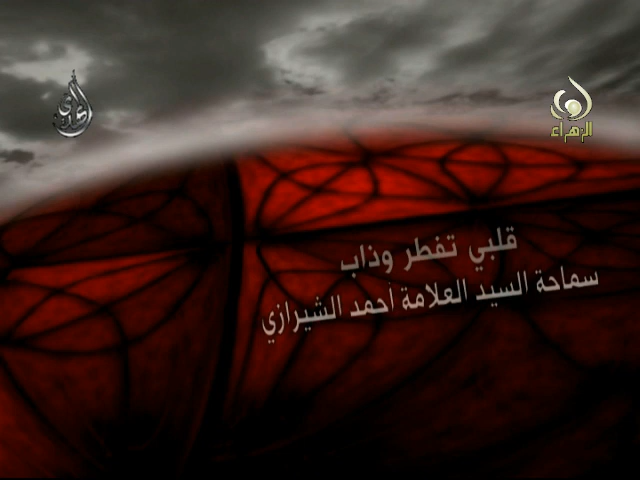 الزهراء
قلبي تفطر وذاب
سماحة السيد العلامة أحمد الشيرازي